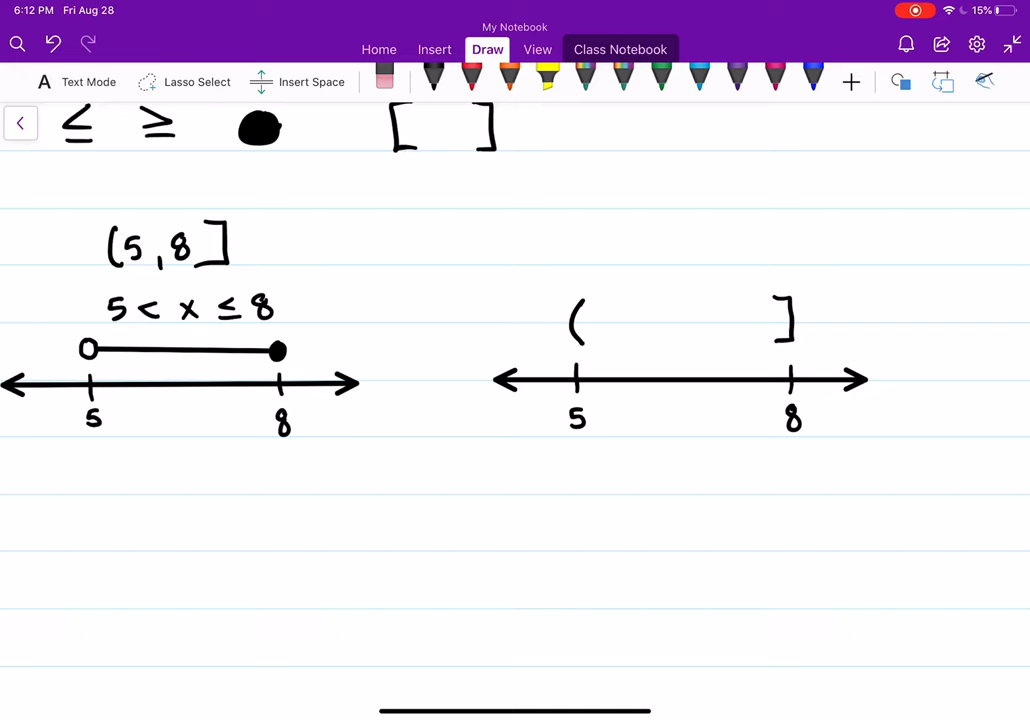 6:12 PM Fri Aug 28 15%
My Notebook
Home Insert Draw View Class Notebook
A Text Mode Lasso Select Insert Space
≤ ≥ ● [ ]
(5,8]
5 < x ≤ 8
( ]
5 8 5 8